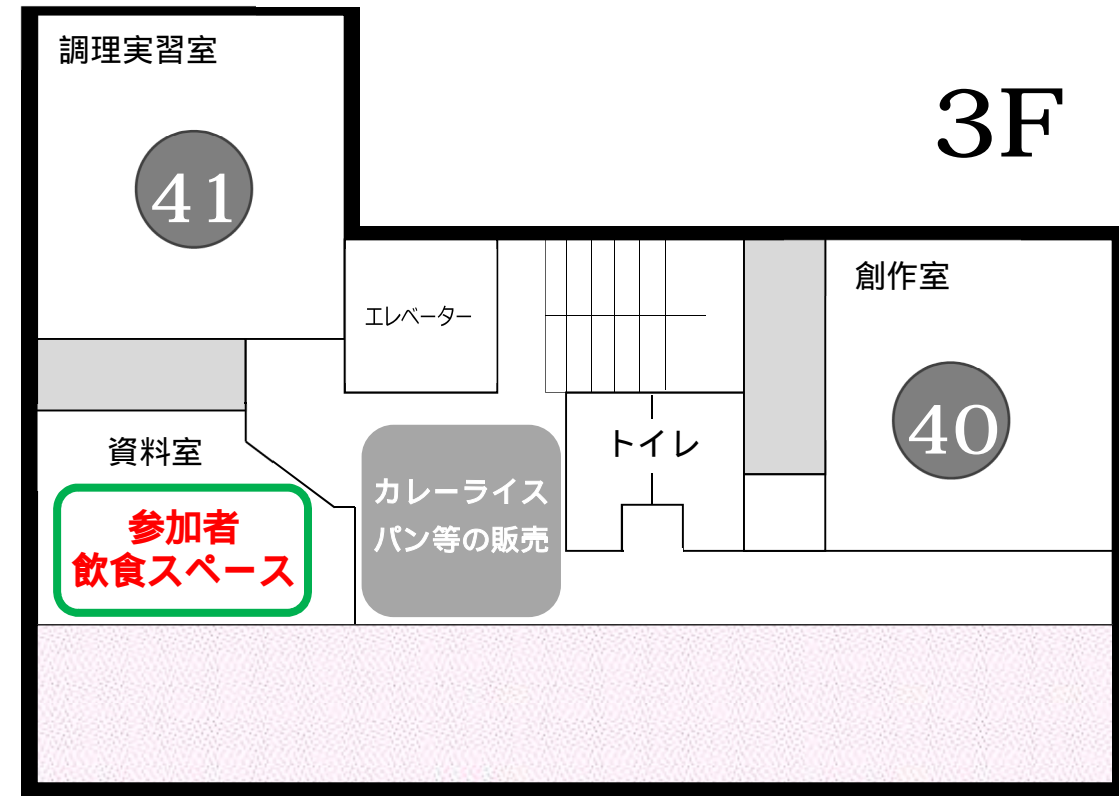 調理実習室
3F
41
エレベーター
創作室
40
資料室
トイレ
カレーライス
パン等の販売
参加者
飲食スペース